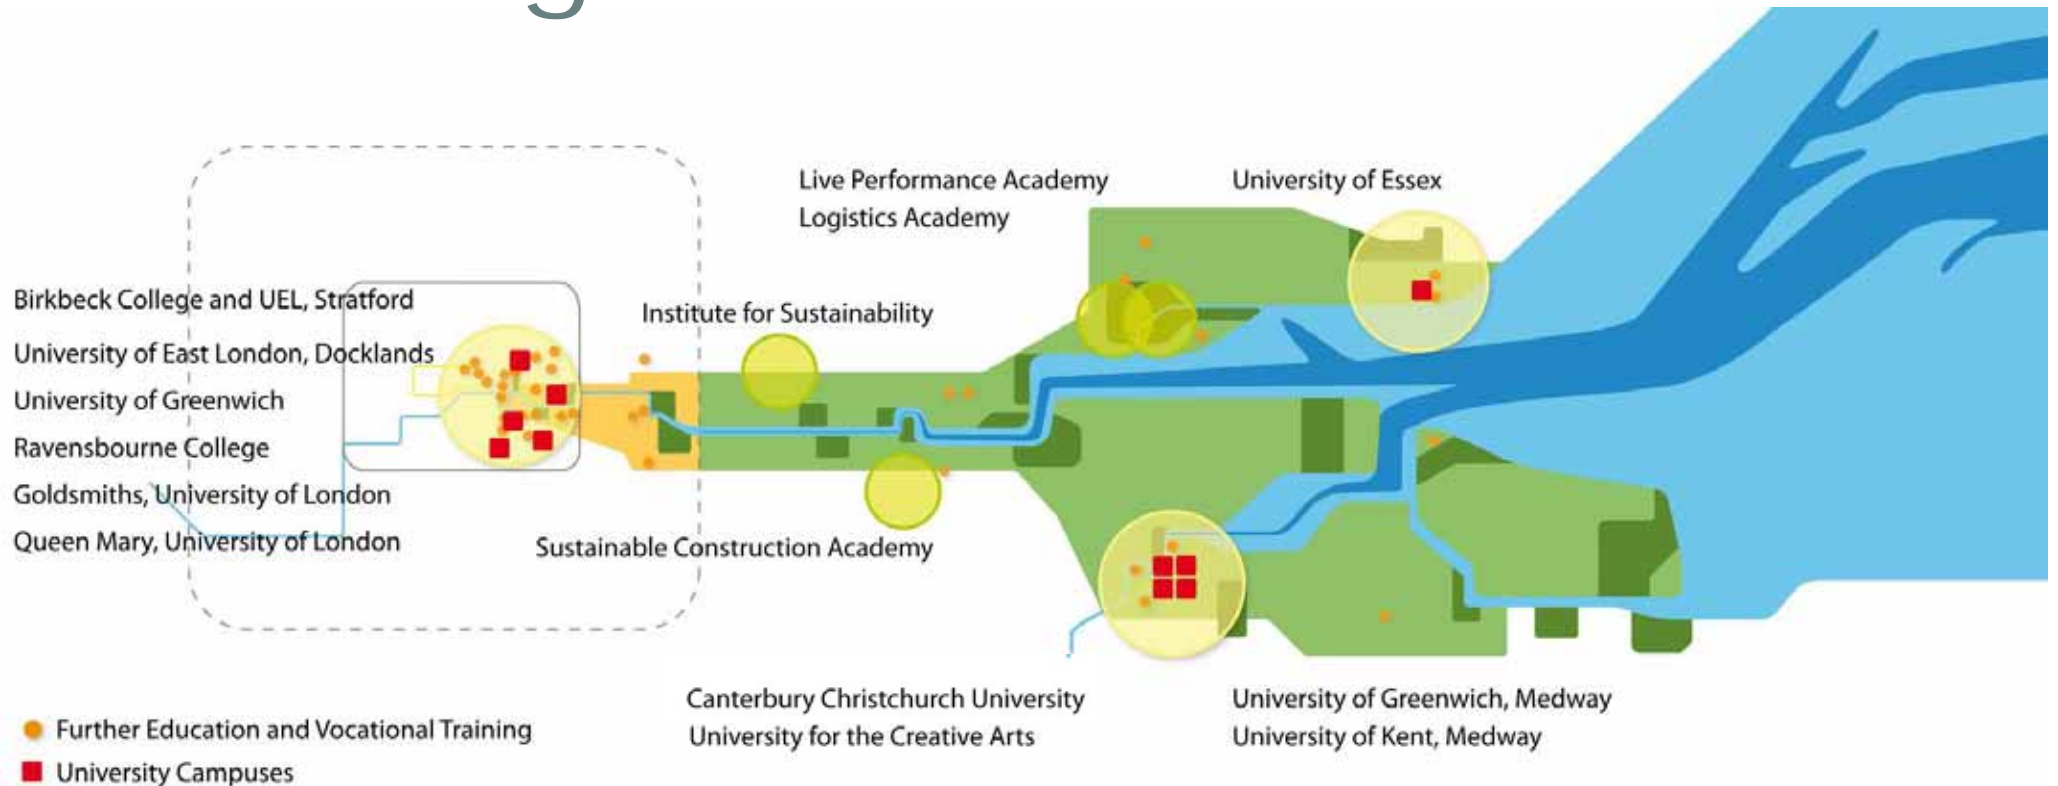 Live Performance Academy
Logistics Academy
University of Essex
Birkbeck College and UEL, Stratford
Institute for Sustainability
University of East London, Docklands
University of Greenwich
Ravensbourne College
Goldsmiths, University of London
Queen Mary, University of London
Sustainable Construction Academy
Canterbury Christchurch University
University for the Creative Arts
University of Greenwich, Medway
University of Kent, Medway
Further Education and Vocational Training
University Campuses